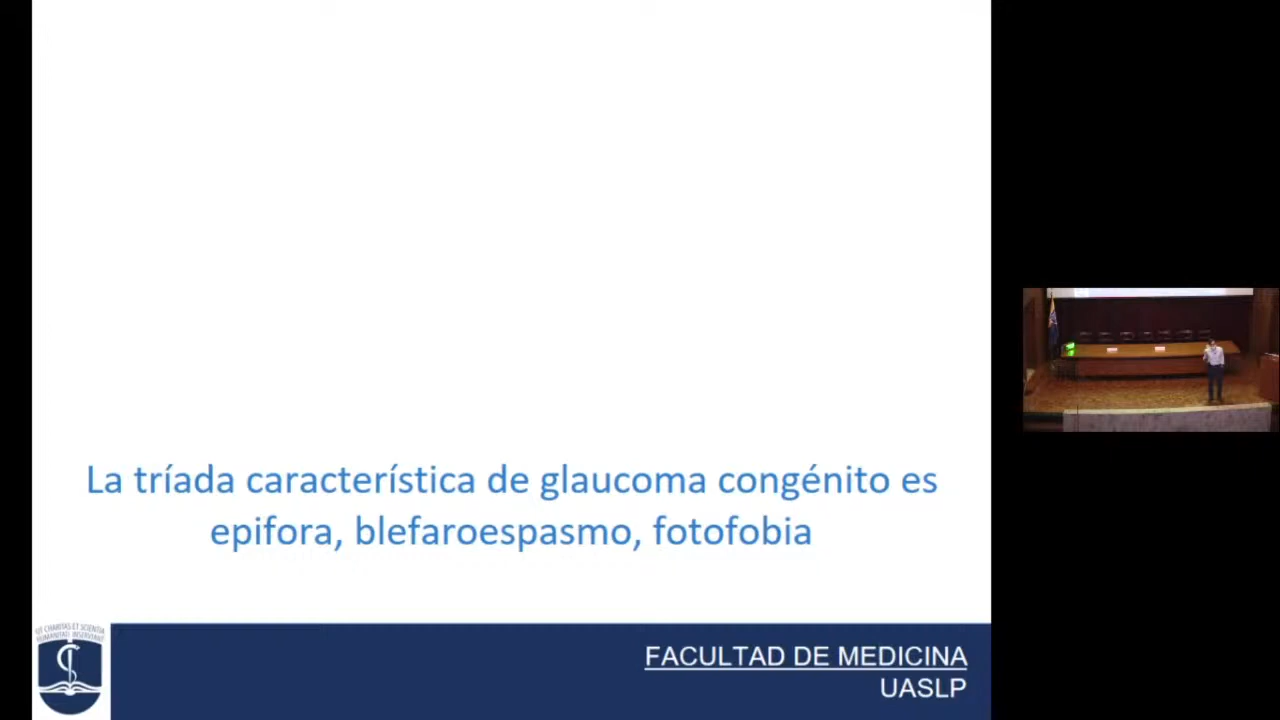 La tríada característica de glaucoma congénito es
epifora, blefaroespasmo, fotofobia
FACULTAD DE MEDICINA
UASLP